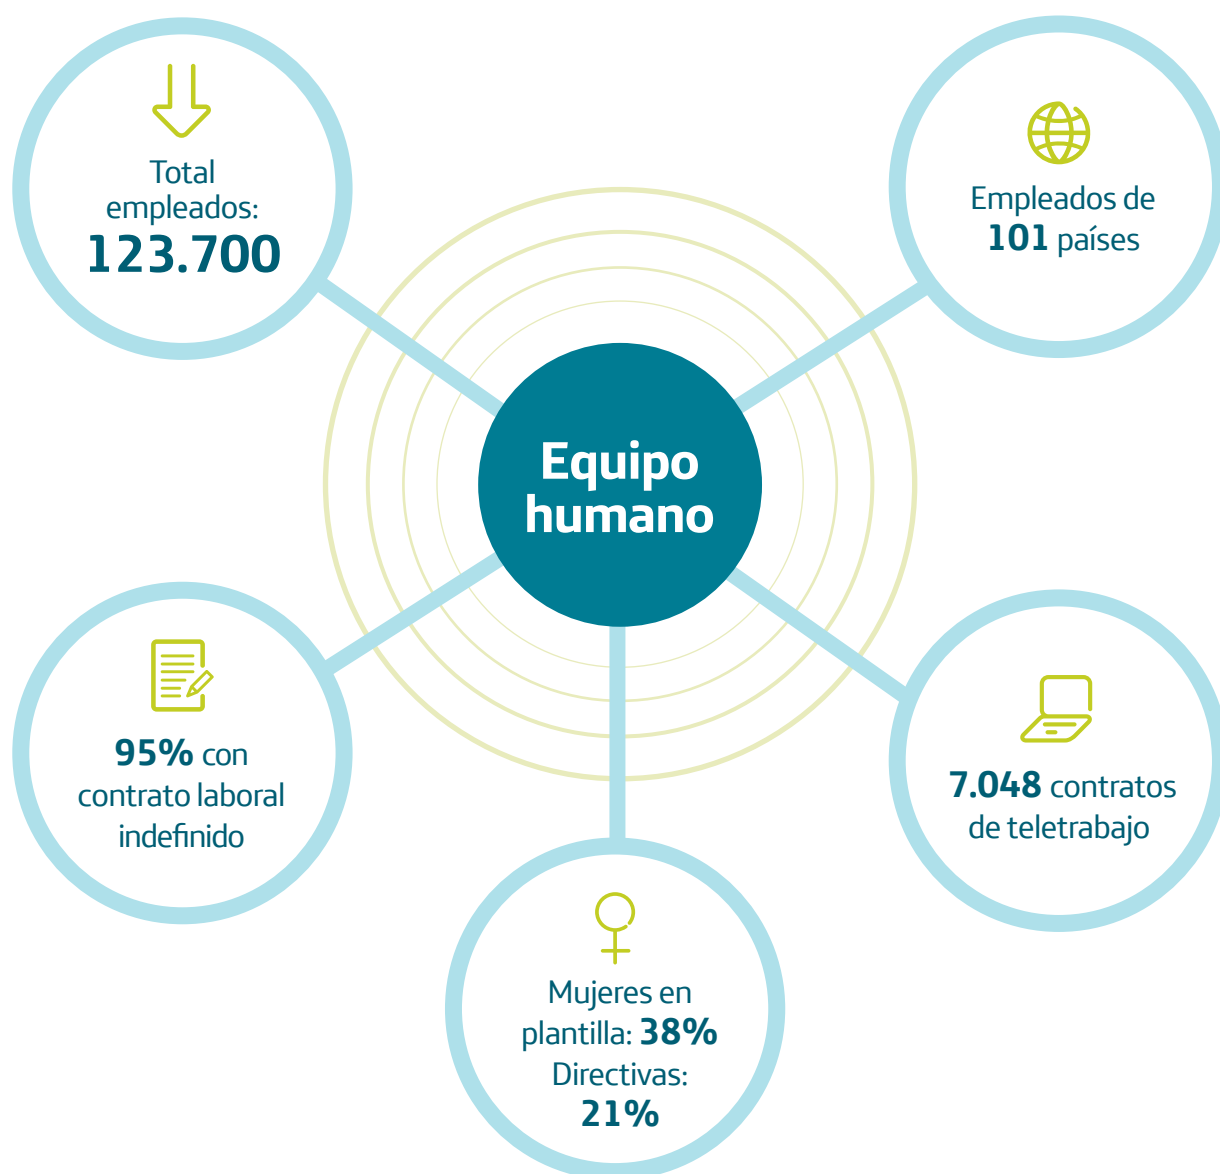 Total
empleados:
123.700
Empleados de
101 países
Equipo
humano
95% con
contrato laboral
indefinido
7.048 contratos
de teletrabajo
Mujeres en
plantilla: 38%
Directivas:
21%